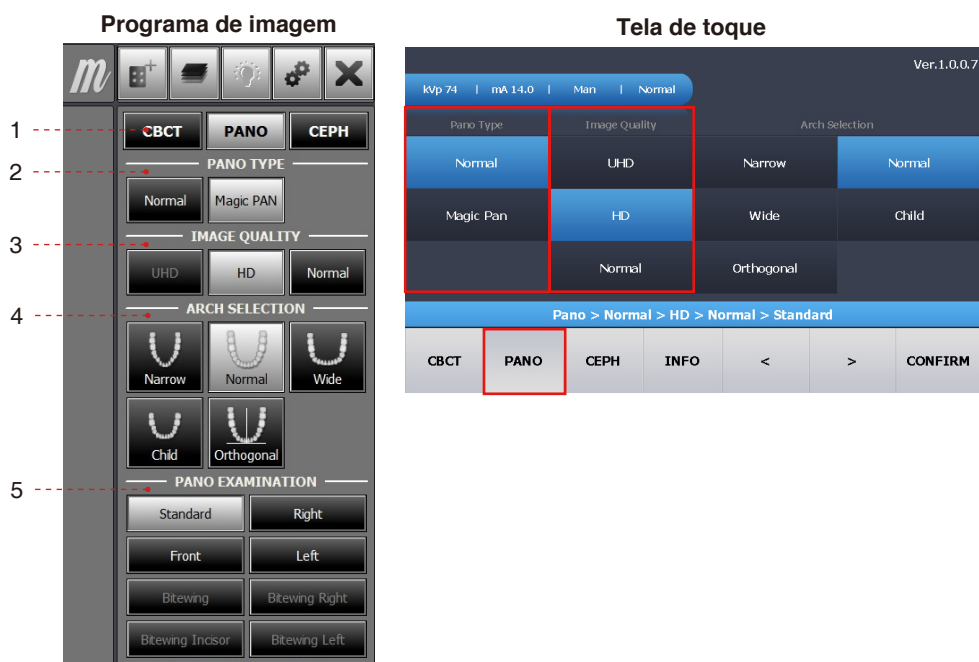 Programa de imagem
m
1
CBCT PANO CEPH
2
PANO TYPE
Normal Magic PAN
3
IMAGE QUALITY
UHD HD Normal
4
ARCH SELECTION
Narrow Normal Wide
Child Orthogonal
5
PANO EXAMINATION
Standard Right
Front Left
Bitewing Bitewing Right
Bitewing Incisor Bitewing Left
Tela de toque
Ver.1.0.0.7
kVp 74 | mA 14.0 | Man | Normal
Pano Type Image Quality Arch Selection
Normal UHD Narrow Normal
Magic Pan HD Wide Child
Normal Orthogonal
Pano > Normal > HD > Normal > Standard
CBCT PANO CEPH INFO < > CONFIRM